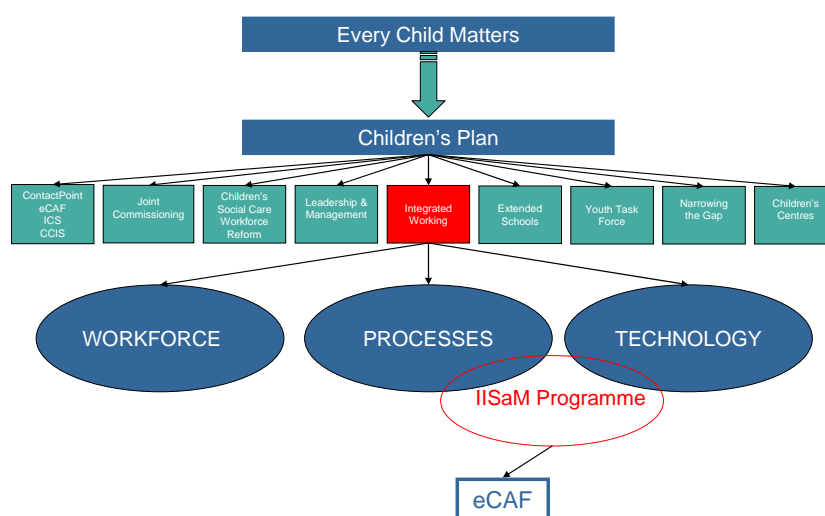 Every Child Matters
Children's Plan
ContactPoint
eCAF
ICS
CCIS
Joint
Commissioning
Children's
Social Care
Workforce
Reform
Leadership &
Management
Integrated
Working
Extended
Schools
Youth Task
Force
Narrowing
the Gap
Children's
Centres
WORKFORCE
PROCESSES
TECHNOLOGY
IISaM Programme
eCAF